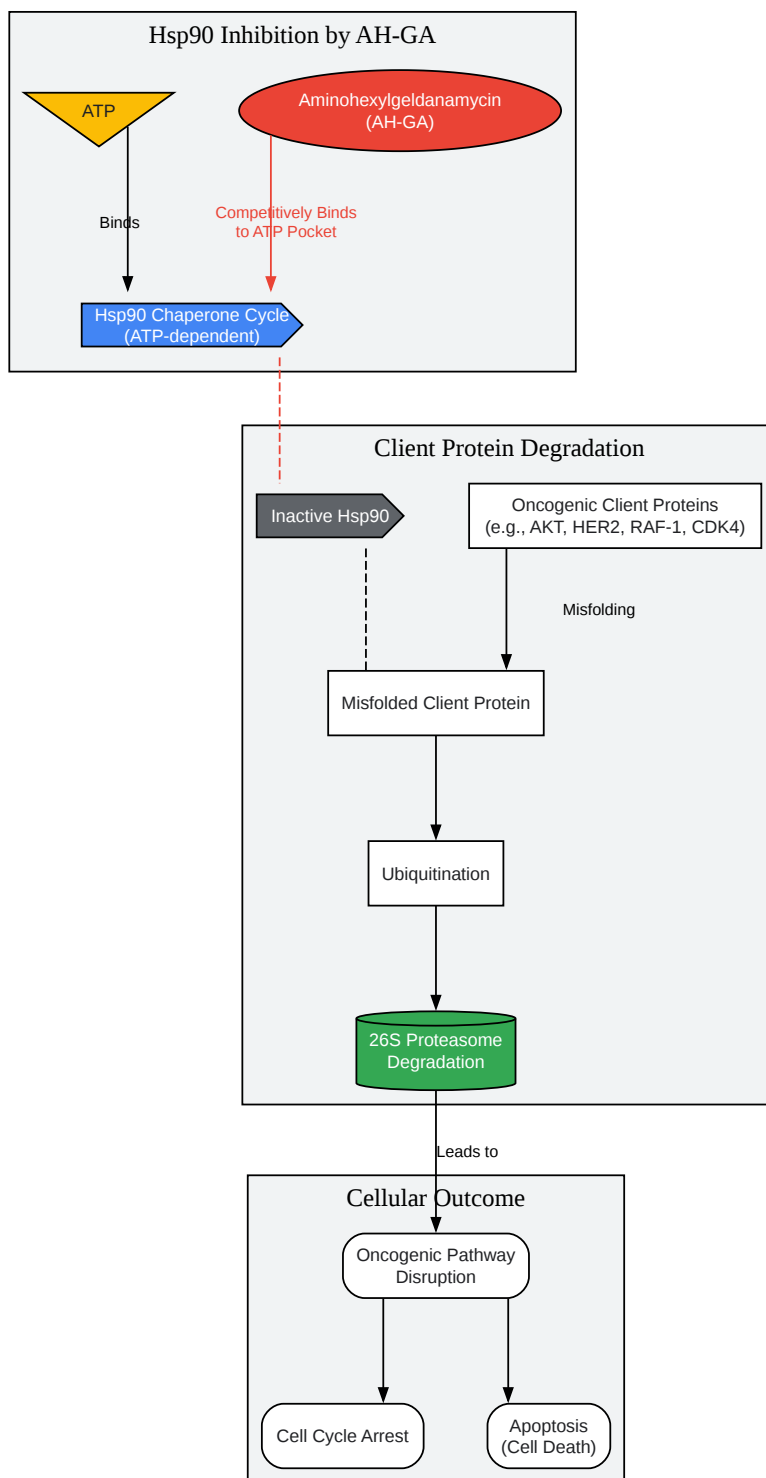 Hsp90 Inhibition by AH-GA
ATP
Aminohexylgeldanamycin
(AH-GA)
Binds
Competitively Binds
to ATP Pocket
Hsp90 Chaperone Cycle
(ATP-dependent)
Client Protein Degradation
Inactive Hsp90
Oncogenic Client Proteins
(e.g., AKT, HER2, RAF-1, CDK4)
Misfolding
Misfolded Client Protein
Ubiquitination
26S Proteasome
Degradation
Leads to
Cellular Outcome
Oncogenic Pathway
Disruption
Cell Cycle Arrest
Apoptosis
(Cell Death)